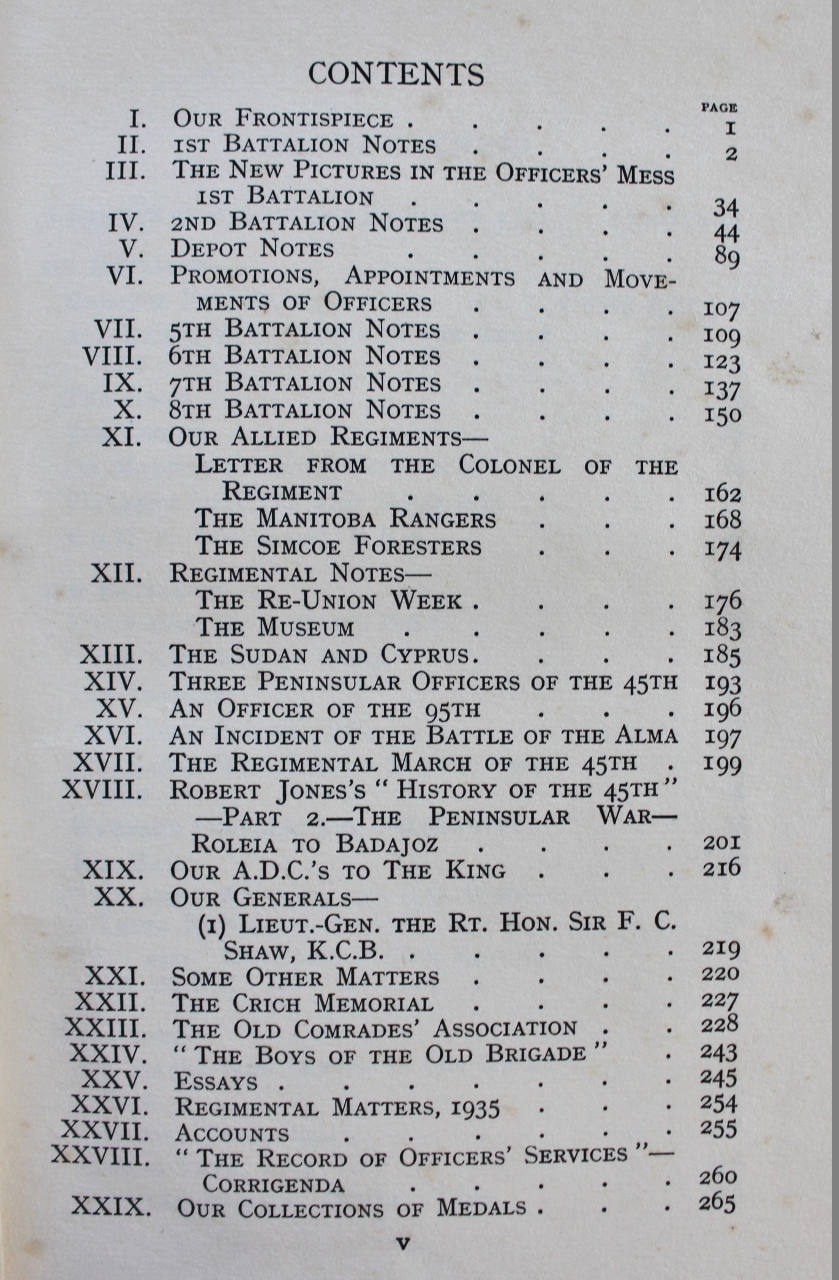 CONTENTS
PAGE
I. OUR FRONTISPIECE . . . . . 1
II. 1ST BATTALION NOTES . . . . 2
III. THE NEW PICTURES IN THE OFFICERS' MESS
1ST BATTALION . . . . . 34
IV. 2ND BATTALION NOTES . . . . 44
V. DEPOT NOTES . . . . . 89
VI. PROMOTIONS, APPOINTMENTS AND MOVE-
MENTS OF OFFICERS . . . . 107
VII. 5TH BATTALION NOTES . . . . 109
VIII. 6TH BATTALION NOTES . . . . 123
IX. 7TH BATTALION NOTES . . . . 137
X. 8TH BATTALION NOTES . . . . 150
XI. OUR ALLIED REGIMENTS—
LETTER FROM THE COLONEL OF THE
REGIMENT . . . . . 162
THE MANITOBA RANGERS . . . 168
THE SIMCOE FORESTERS . . . 174
XII. REGIMENTAL NOTES—
THE RE-UNION WEEK . . . . 176
THE MUSEUM . . . . . 183
XIII. THE SUDAN AND CYPRUS . . . . 185
XIV. THREE PENINSULAR OFFICERS OF THE 45TH 193
XV. AN OFFICER OF THE 95TH . . . 196
XVI. AN INCIDENT OF THE BATTLE OF THE ALMA 197
XVII. THE REGIMENTAL MARCH OF THE 45TH . 199
XVIII. ROBERT JONES'S "HISTORY OF THE 45TH"
—PART 2.—THE PENINSULAR WAR—
ROLEIA TO BADAJOZ . . . . 201
XIX. OUR A.D.C.'S TO THE KING . . . 216
XX. OUR GENERALS—
(1) LIEUT.-GEN. THE RT. HON. SIR F. C.
SHAW, K.C.B. . . . . . 219
XXI. SOME OTHER MATTERS . . . . 220
XXII. THE CRICH MEMORIAL . . . . 227
XXIII. THE OLD COMRADES' ASSOCIATION . . 228
XXIV. "THE BOYS OF THE OLD BRIGADE" . 243
XXV. ESSAYS . . . . . . . 245
XXVI. REGIMENTAL MATTERS, 1935 . . . 254
XXVII. ACCOUNTS . . . . . . 255
XXVIII. "THE RECORD OF OFFICERS' SERVICES"—
CORRIGENDA . . . . . 260
XXIX. OUR COLLECTIONS OF MEDALS . . . 265
v